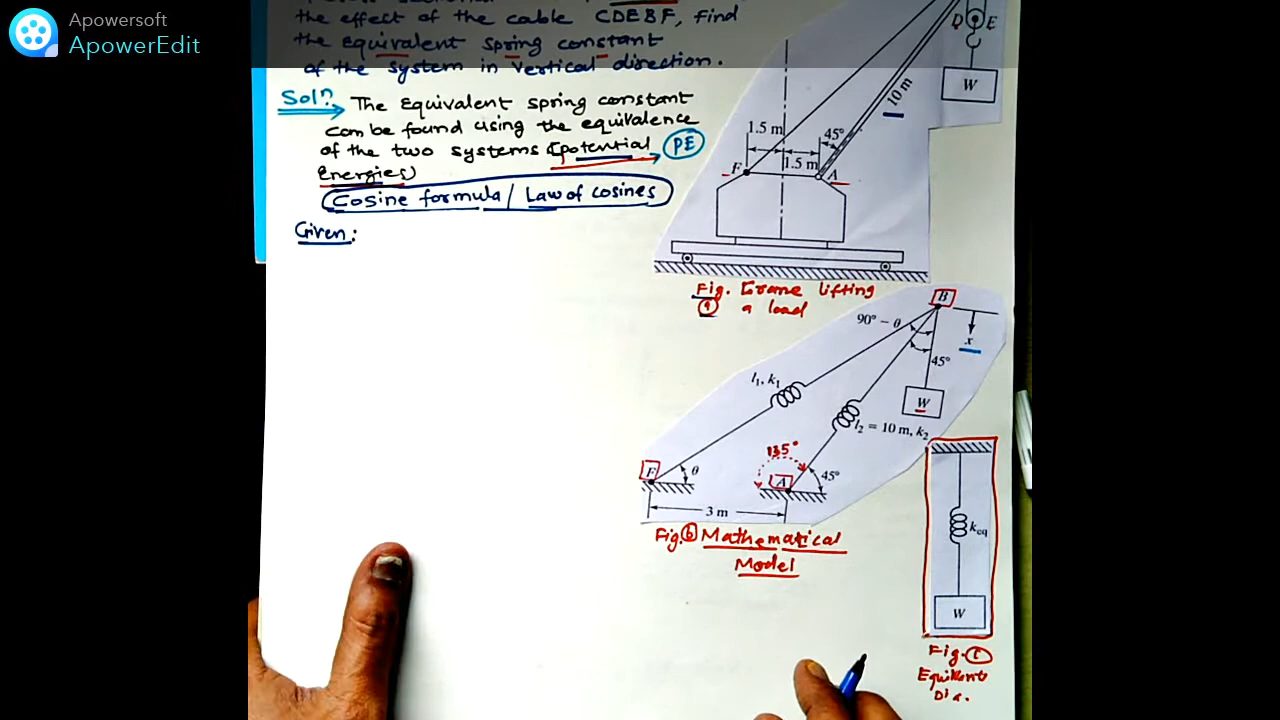 Apowersoft
ApowerEdit
the effect of the cable CDEBF, find
the equivalent spring constant
of the system in vertical direction.
Solⁿ The equivalent spring constant
can be found using the equivalence
of the two systems (potential PE
Energies)
Cosine formula / Law of cosines
Given:
D E
W
10 m
1.5 m 45°
1.5 m
F A
Fig. Crane lifting
a a load
B
90° – θ
x
45°
l₁, k₁
W
l₂ = 10 m, k₂
135°
F θ A 45°
3 m
Fig. b Mathematical
Model
k_eq
W
Fig. c
Dia.